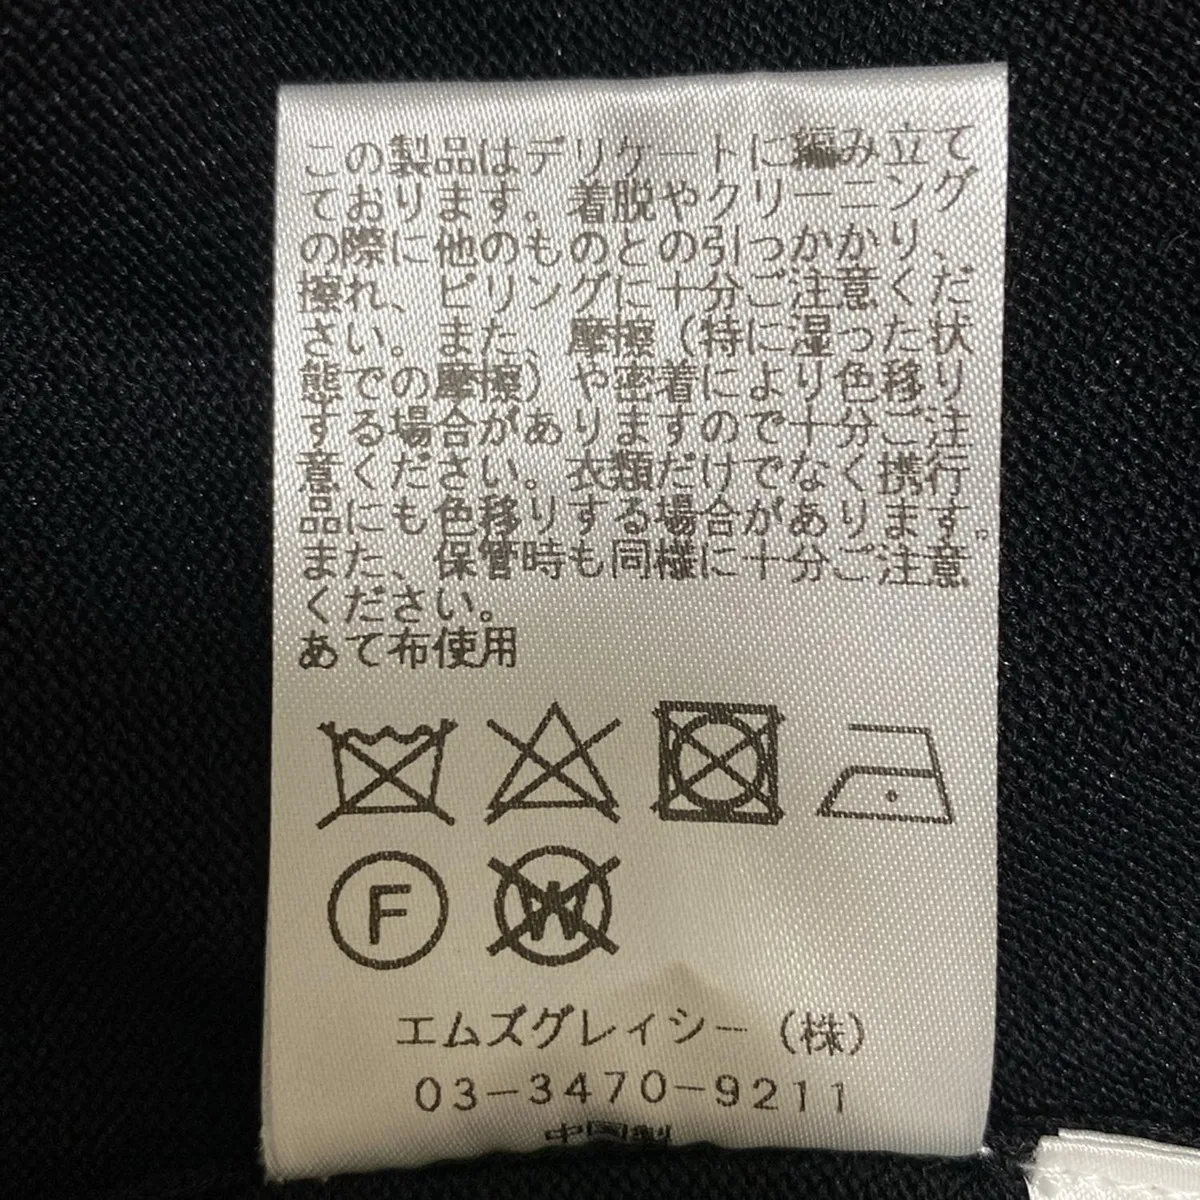 この製品はデリケートに編み立て
ております。着脱やクリーニング
の際に他のものとの引っかかり、
擦れ、ピリングに十分ご注意くだ
さい。また、摩擦(特に湿った状
態での摩擦)や密着により色移り
する場合がありますので十分ご注
意ください。衣類だけでなく携行
品にも色移りする場合があります。
また、保管時も同様に十分ご注意
ください。
あて布使用
F
W
エムズグレイシー(株)
03-3470-9211
中国製